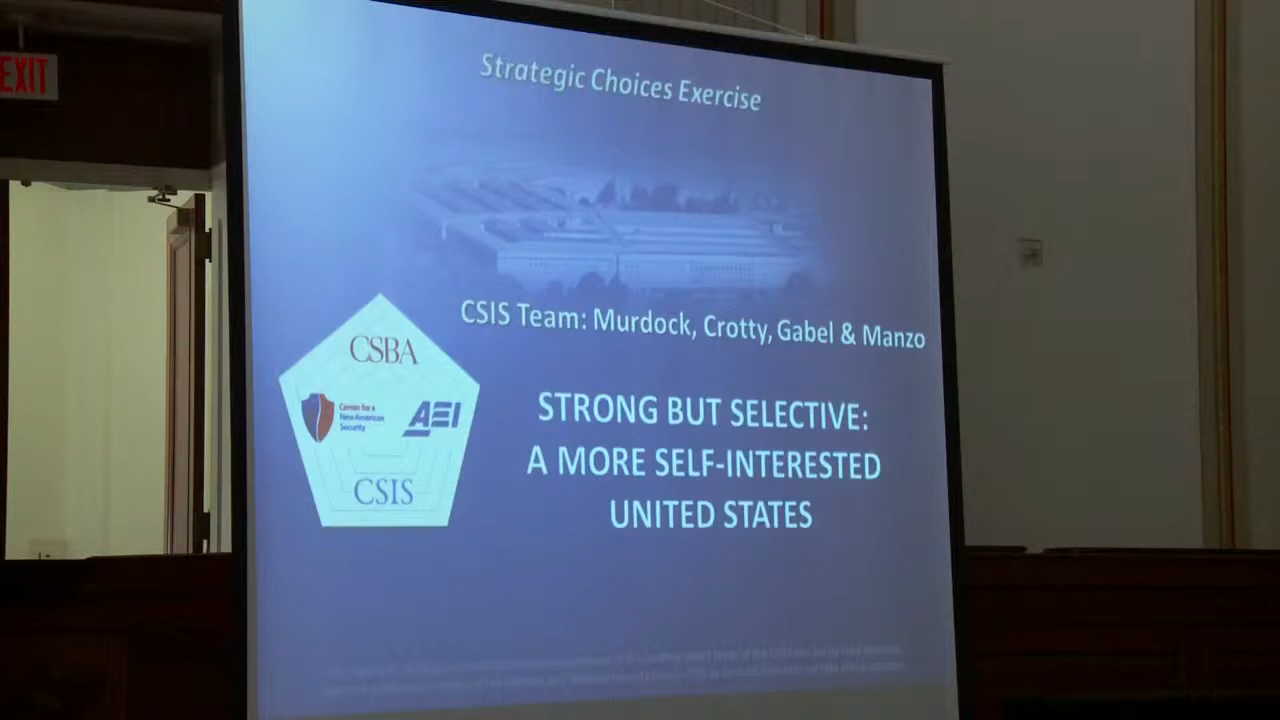 EXIT
Strategic Choices Exercise
CSIS Team: Murdock, Crotty, Gabel & Manzo
CSBA
Center for a
New American
Security
AEI
CSIS
STRONG BUT SELECTIVE:
A MORE SELF-INTERESTED
UNITED STATES